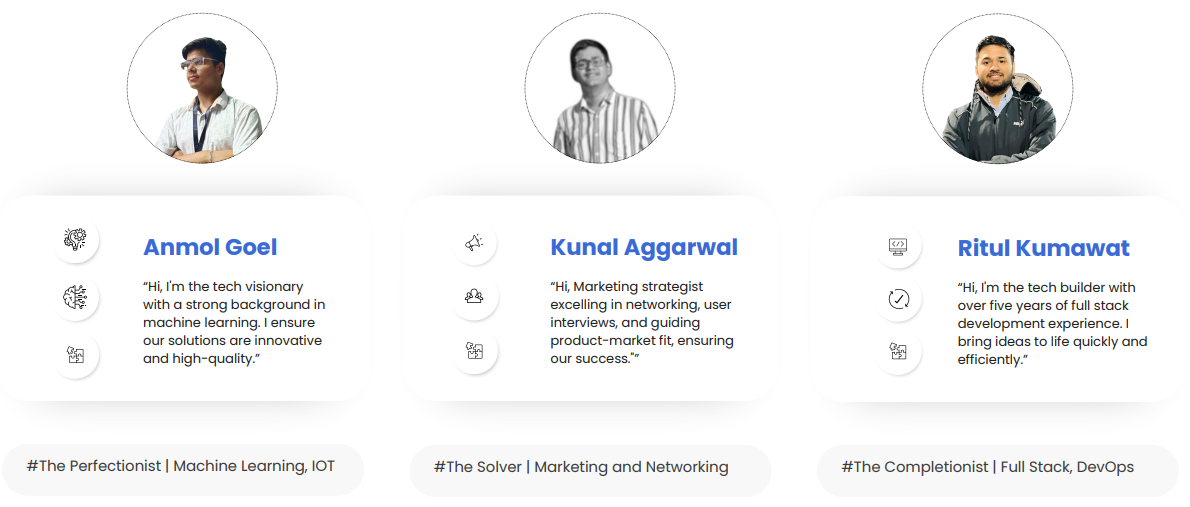 Anmol Goel
“Hi, I'm the tech visionary
with a strong background in
machine learning. I ensure
our solutions are innovative
and high-quality.”
#The Perfectionist | Machine Learning, IOT
Kunal Aggarwal
“Hi, Marketing strategist
excelling in networking, user
interviews, and guiding
product-market fit, ensuring
our success."”
#The Solver | Marketing and Networking
Ritul Kumawat
“Hi, I'm the tech builder with
over five years of full stack
development experience. I
bring ideas to life quickly and
efficiently.”
#The Completionist | Full Stack, DevOps